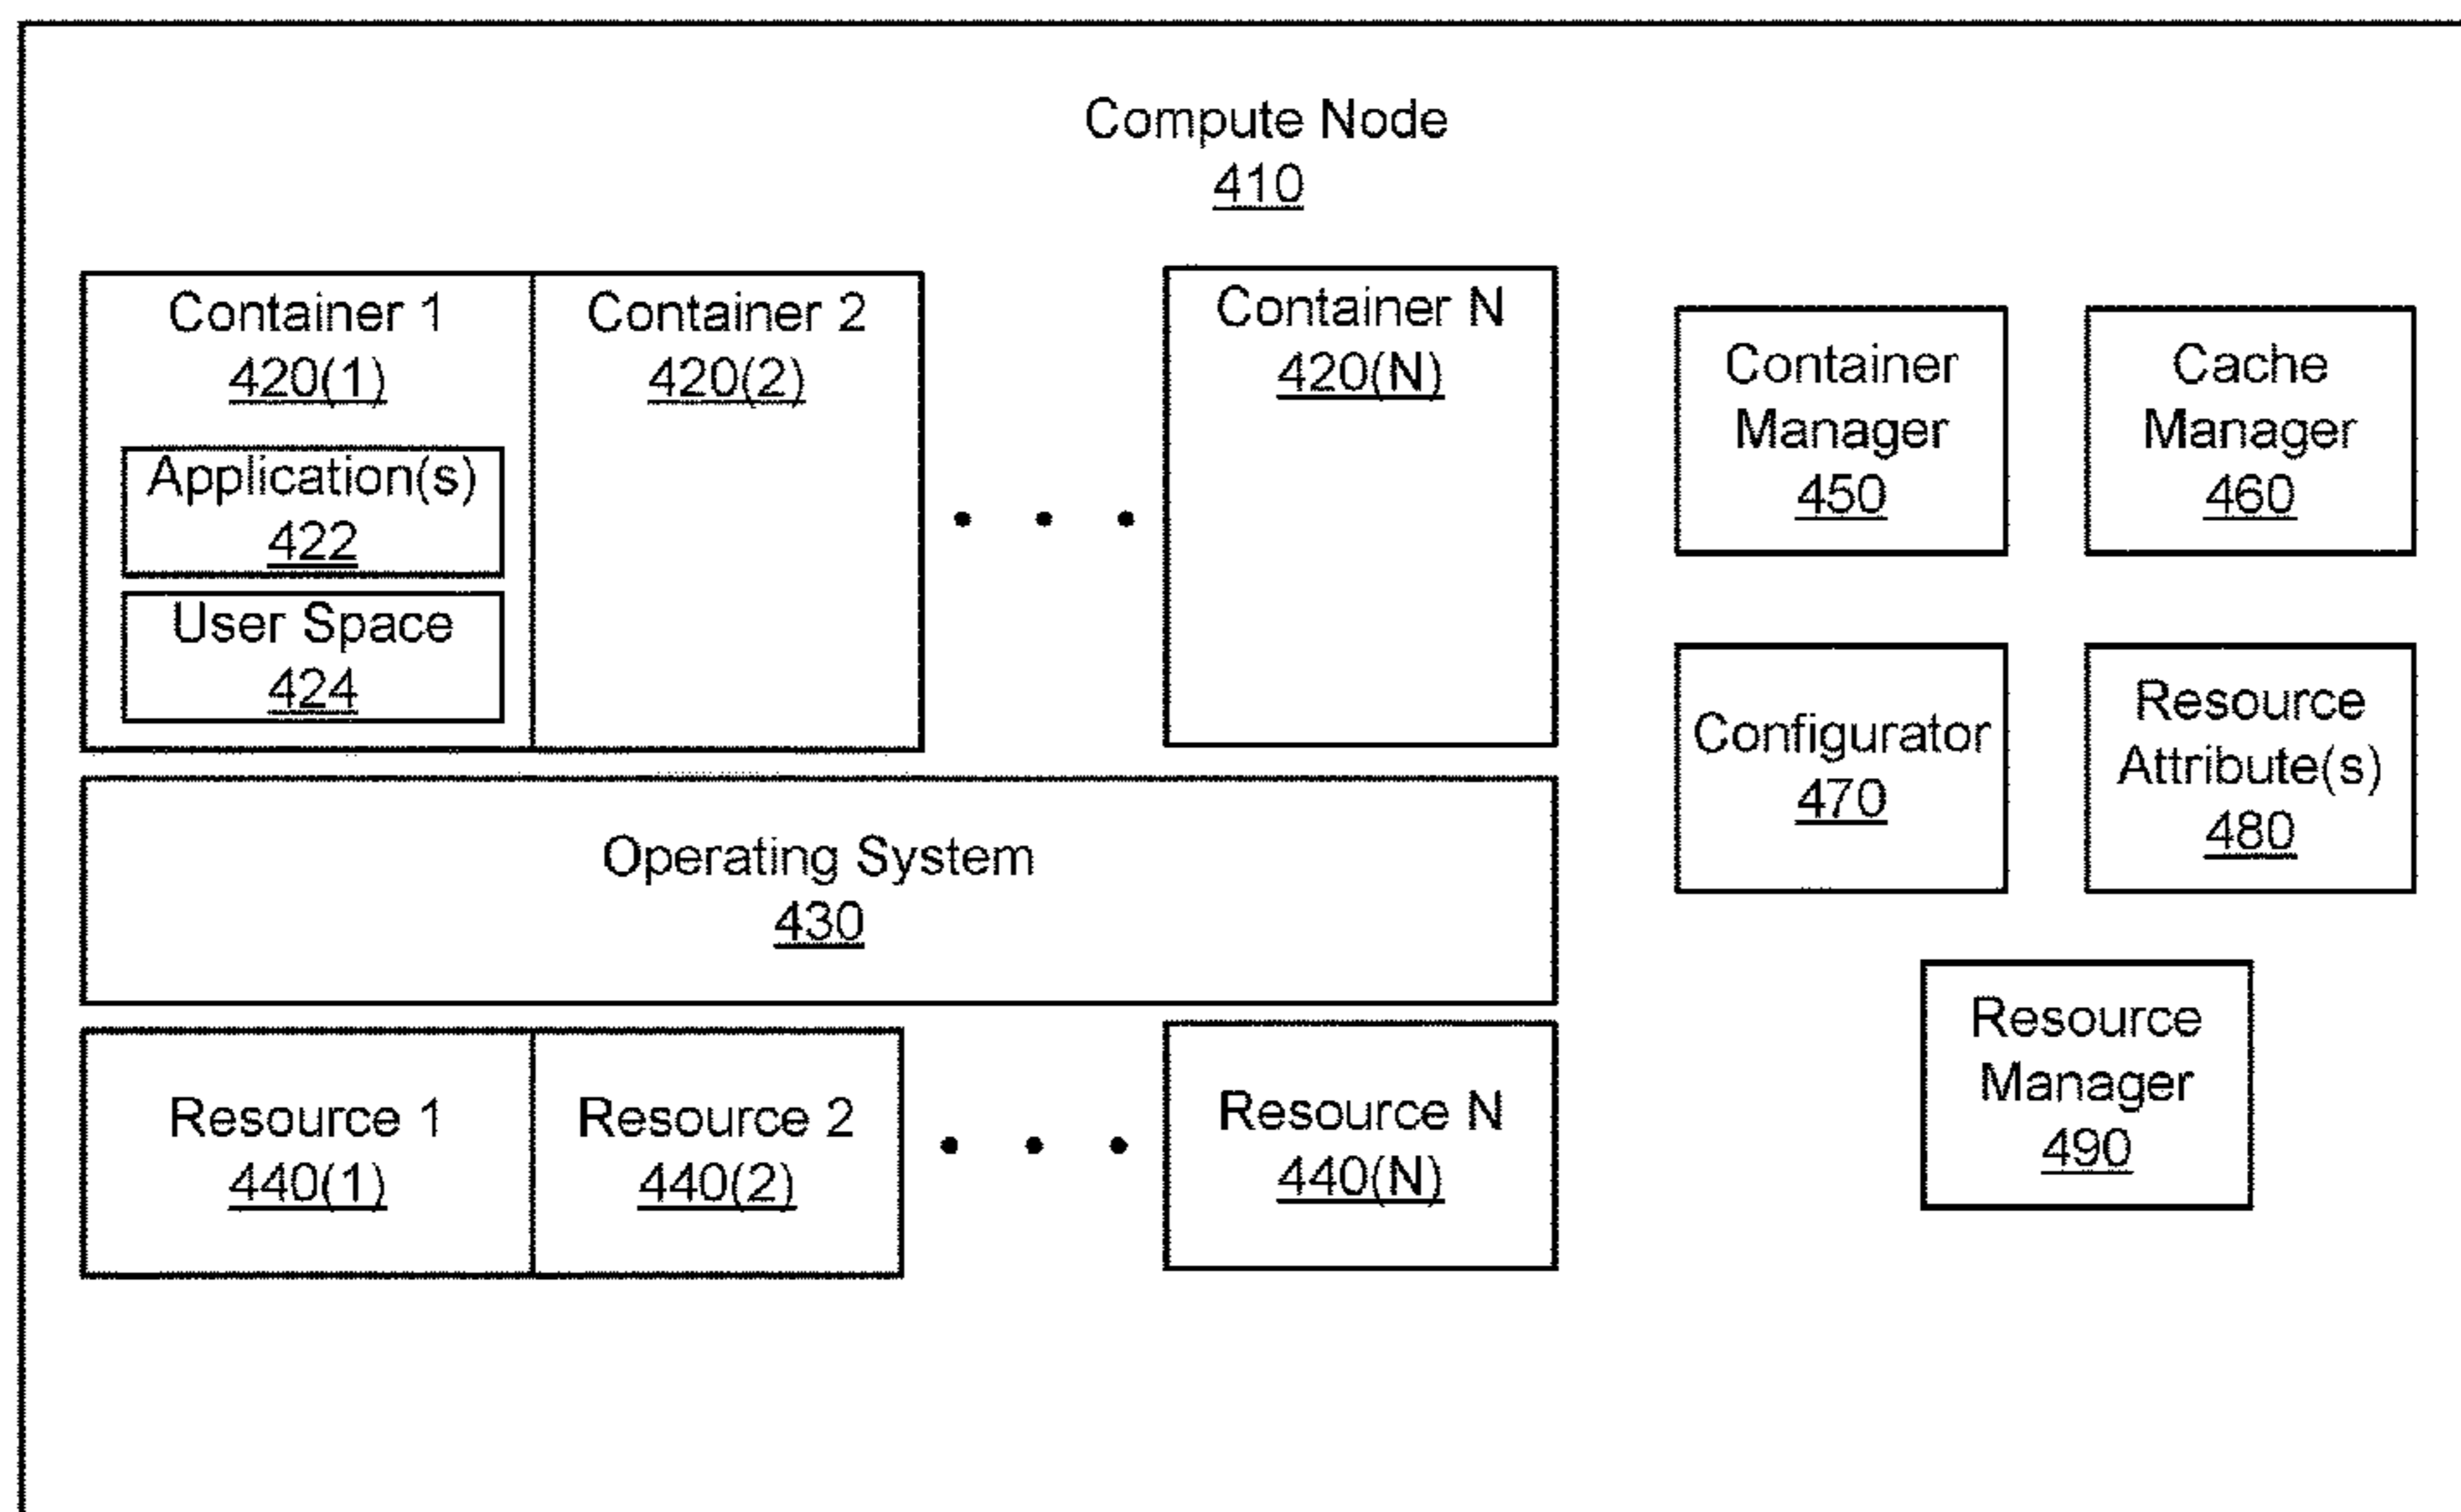 Compute Node
410
Container 1
420(1)
Application(s)
422
User Space
424
Container 2
420(2)
Container N
420(N)
Operating System
430
Resource 1
440(1)
Resource 2
440(2)
Resource N
440(N)
Container
Manager
450
Cache
Manager
460
Configurator
470
Resource
Attribute(s)
480
Resource
Manager
490